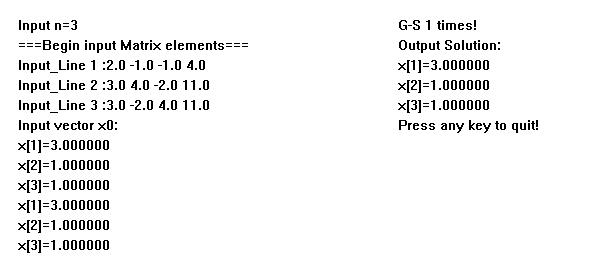 Input n=3
===Begin input Matrix elements===
Input_Line 1 :2.0 -1.0 -1.0 4.0
Input_Line 2 :3.0 4.0 -2.0 11.0
Input_Line 3 :3.0 -2.0 4.0 11.0
Input vector x0:
x[1]=3.000000
x[2]=1.000000
x[3]=1.000000
x[1]=3.000000
x[2]=1.000000
x[3]=1.000000
G-S 1 times!
Output Solution:
x[1]=3.000000
x[2]=1.000000
x[3]=1.000000
Press any key to quit!